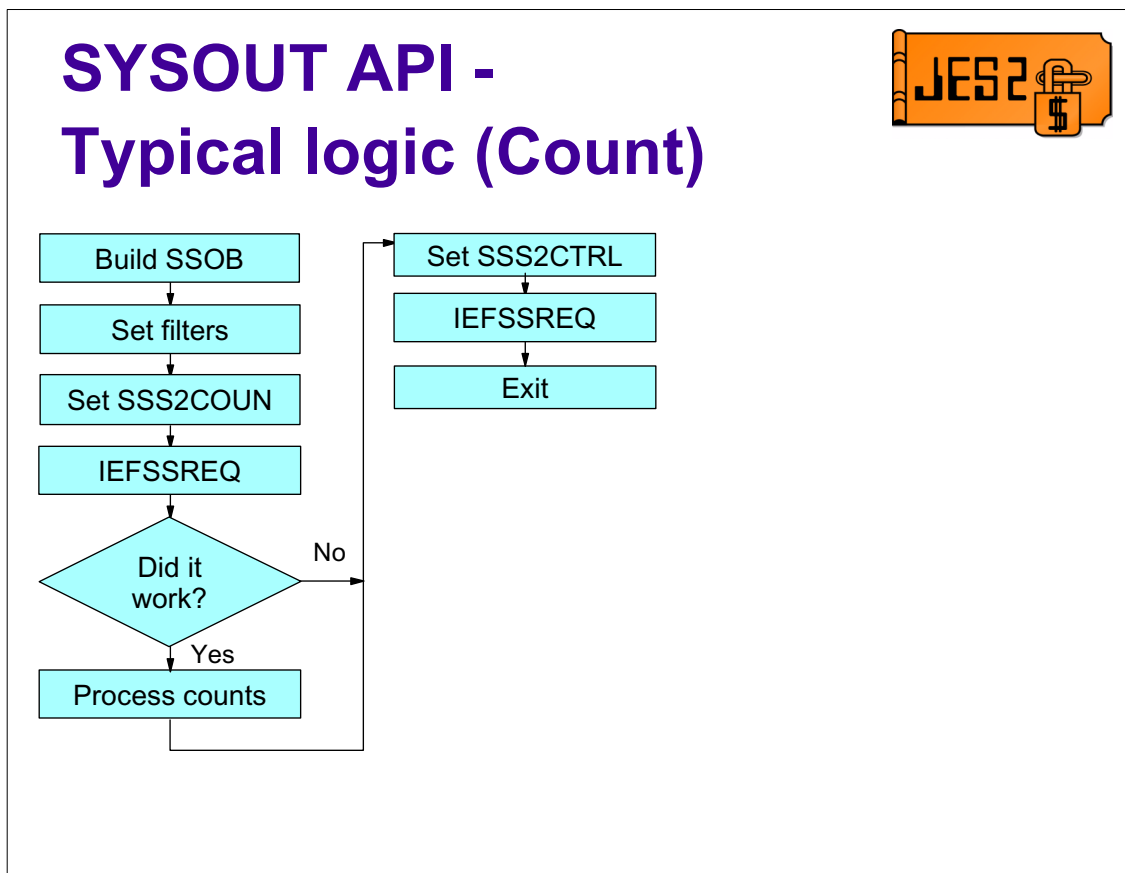 SYSOUT API -
Typical logic (Count)
JES2
$
Build SSOB
Set filters
Set SSS2COUN
IEFSSREQ
Did it
work?
No
Yes
Process counts
Set SSS2CTRL
IEFSSREQ
Exit